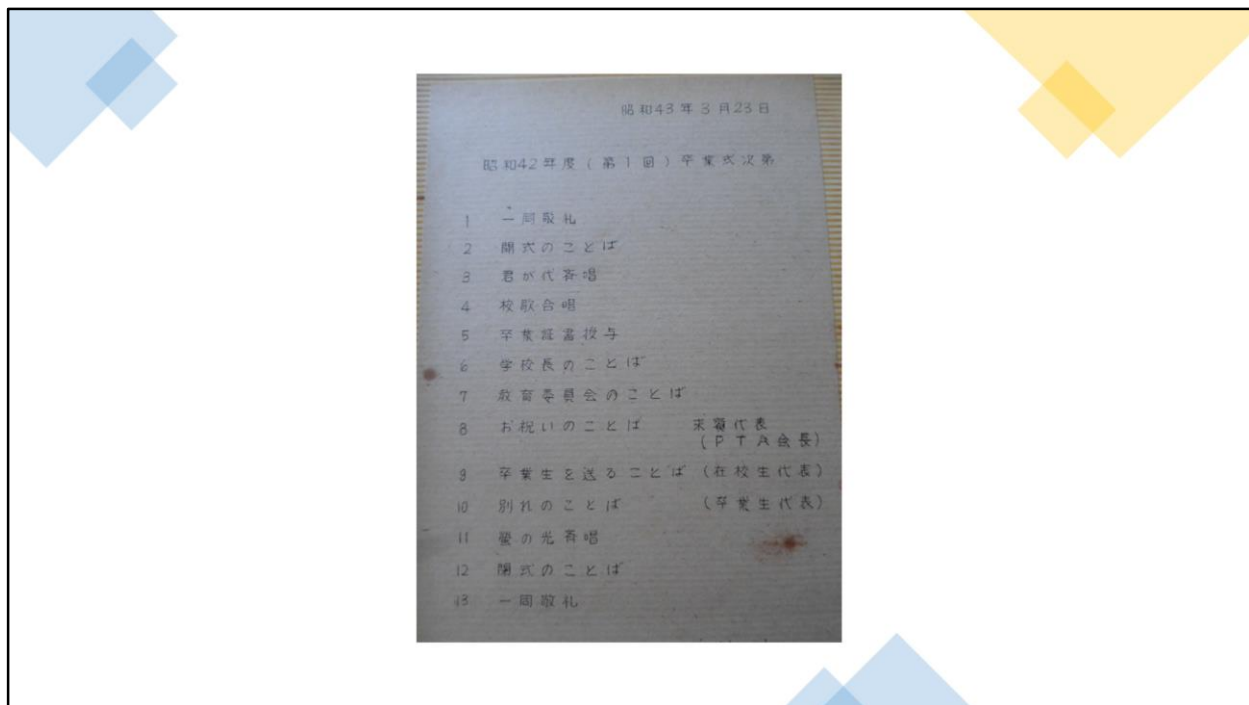 昭和43年3月23日
昭和42年度(第1回)卒業式次第
1 一同敬礼
2 開式のことば
3 君が代斉唱
4 校歌合唱
5 卒業証書授与
6 学校長のことば
7 教育委員会のことば
8 お祝いのことば 来賓代表
(PTA会長)
9 卒業生を送ることば (在校生代表)
10 別れのことば (卒業生代表)
11 蛍の光斉唱
12 閉式のことば
13 一同敬礼